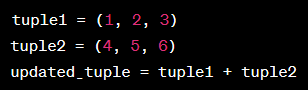 tuple1 = (1, 2, 3)
tuple2 = (4, 5, 6)
updated_tuple = tuple1 + tuple2